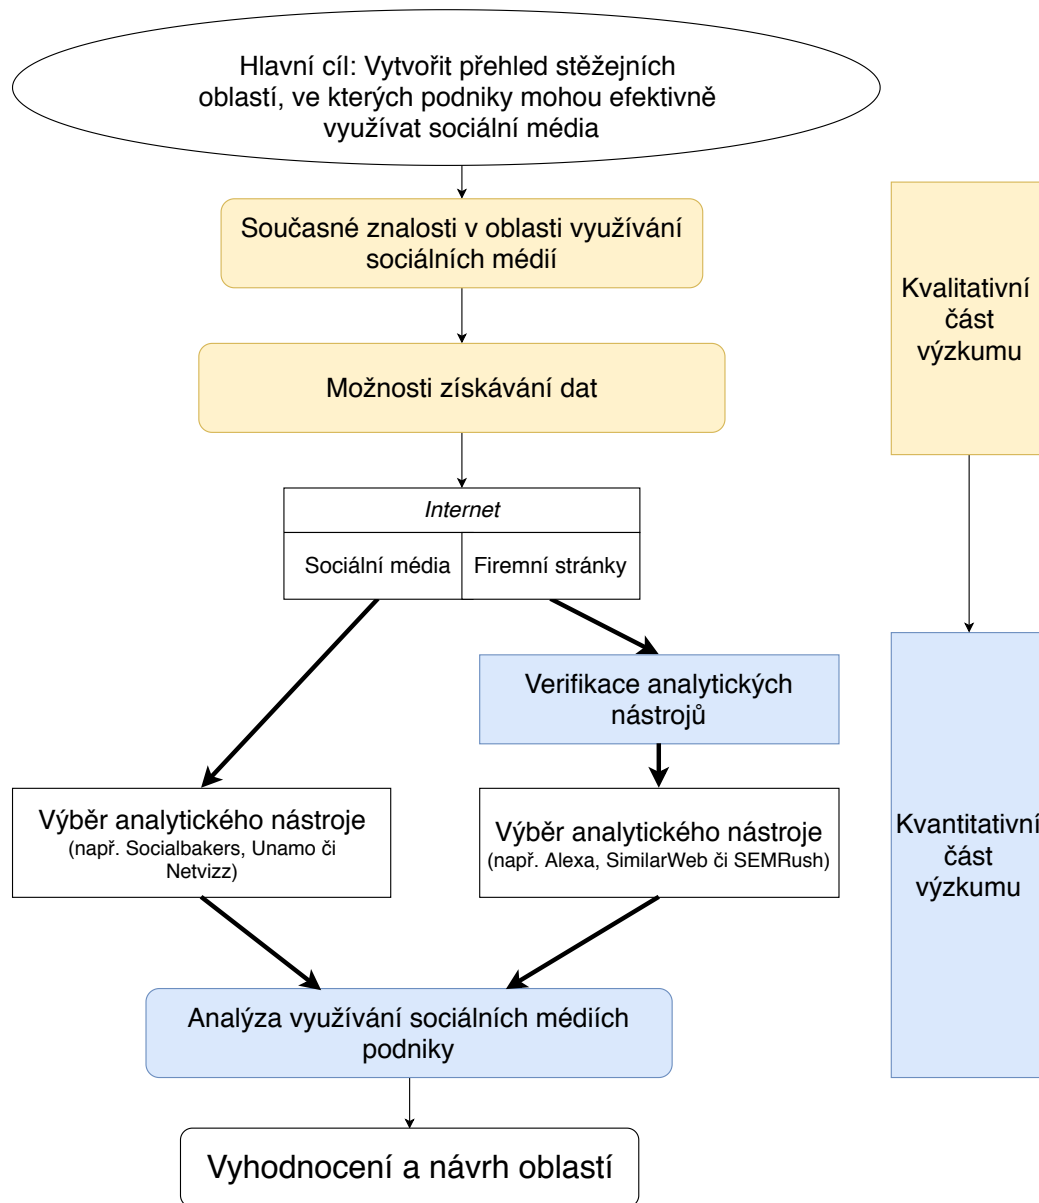 Hlavní cíl: Vytvořit přehled stěžejních
oblastí, ve kterých podniky mohou efektivně
využívat sociální média
Současné znalosti v oblasti využívání
sociálních médií
Kvalitativní
část
výzkumu
Možnosti získávání dat
Internet
Sociální média
Firemní stránky
Verifikace analytických
nástrojů
Výběr analytického nástroje
(např. Socialbakers, Unamo či
Netvizz)
Výběr analytického nástroje
(např. Alexa, SimilarWeb či SEMRush)
Kvantitativní
část
výzkumu
Analýza využívání sociálních médiích
podniky
Vyhodnocení a návrh oblastí